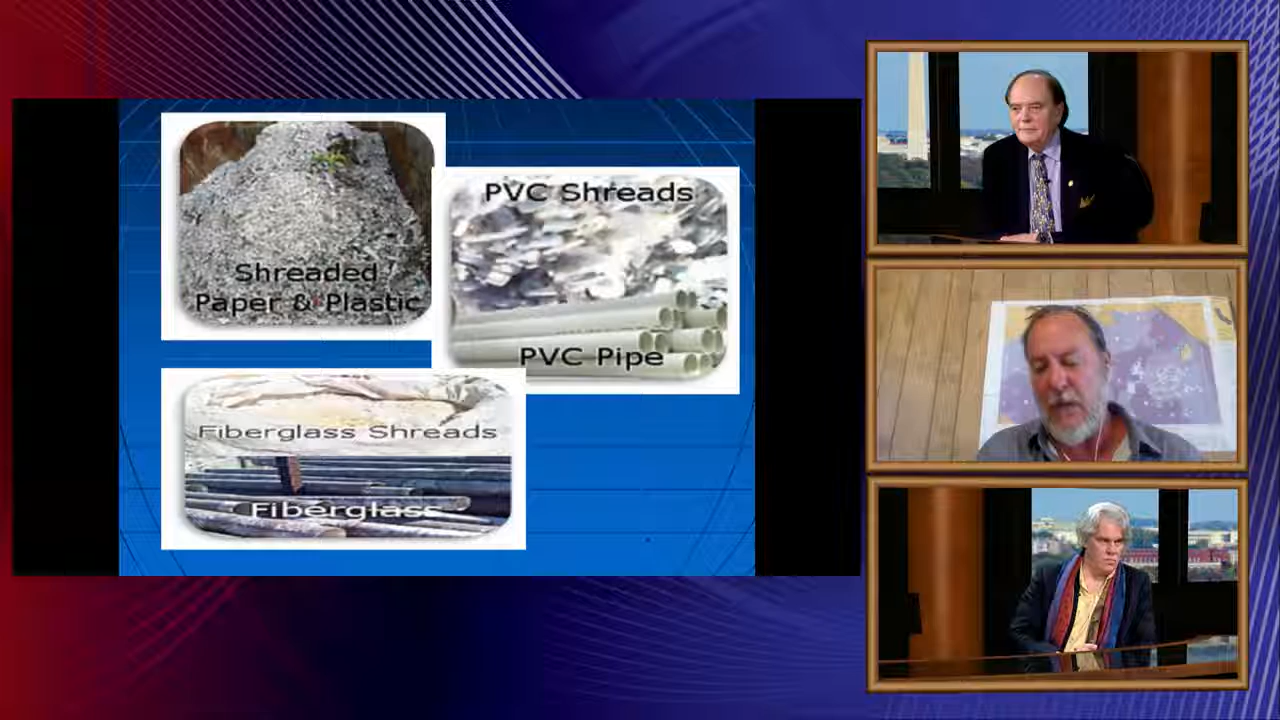 Shreaded
Paper & Plastic
PVC Shreads
PVC Pipe
Fiberglass Shreads
Fiberglass